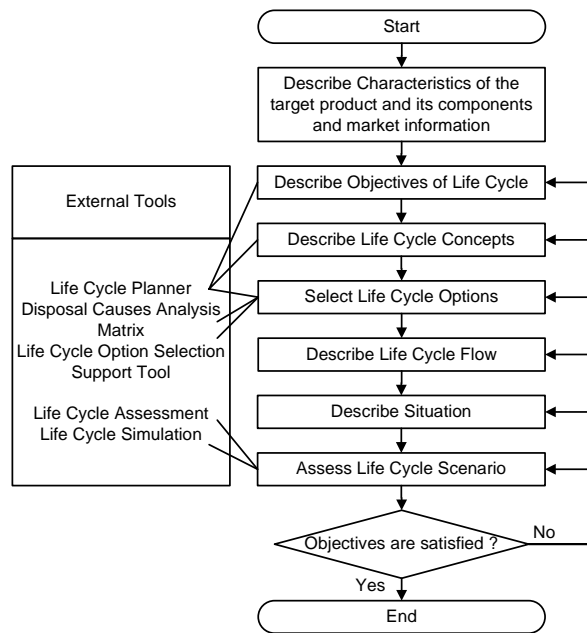 Start
Describe Characteristics of the
target product and its components
and market information
Describe Objectives of Life Cycle
Describe Life Cycle Concepts
Select Life Cycle Options
Describe Life Cycle Flow
Describe Situation
Assess Life Cycle Scenario
Objectives are satisfied ?
No
Yes
End
External Tools
Life Cycle Planner
Disposal Causes Analysis
Matrix
Life Cycle Option Selection
Support Tool
Life Cycle Assessment
Life Cycle Simulation